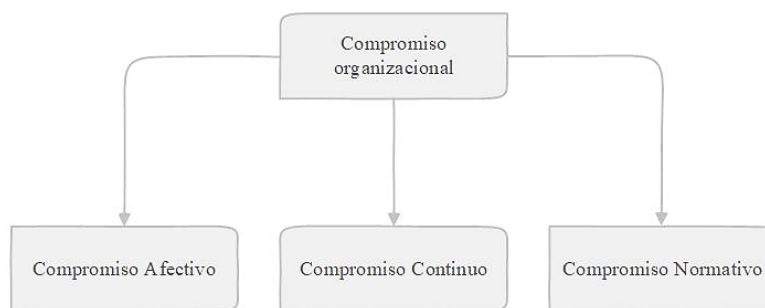 Compromiso
organizacional
Compromiso Afectivo
Compromiso Continuo
Compromiso Normativo